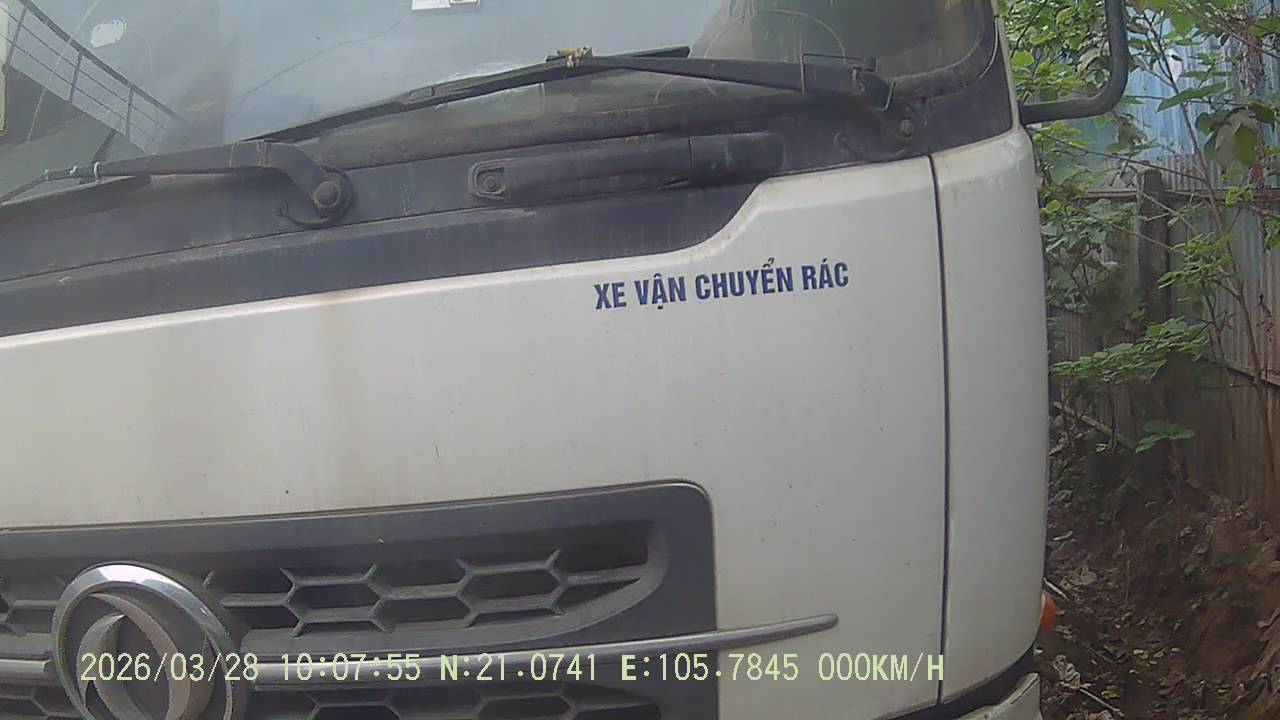 XE VẬN CHUYỂN RÁC
2026/03/28 10:07:55 N:21.0741 E:105.7845 000KM/H